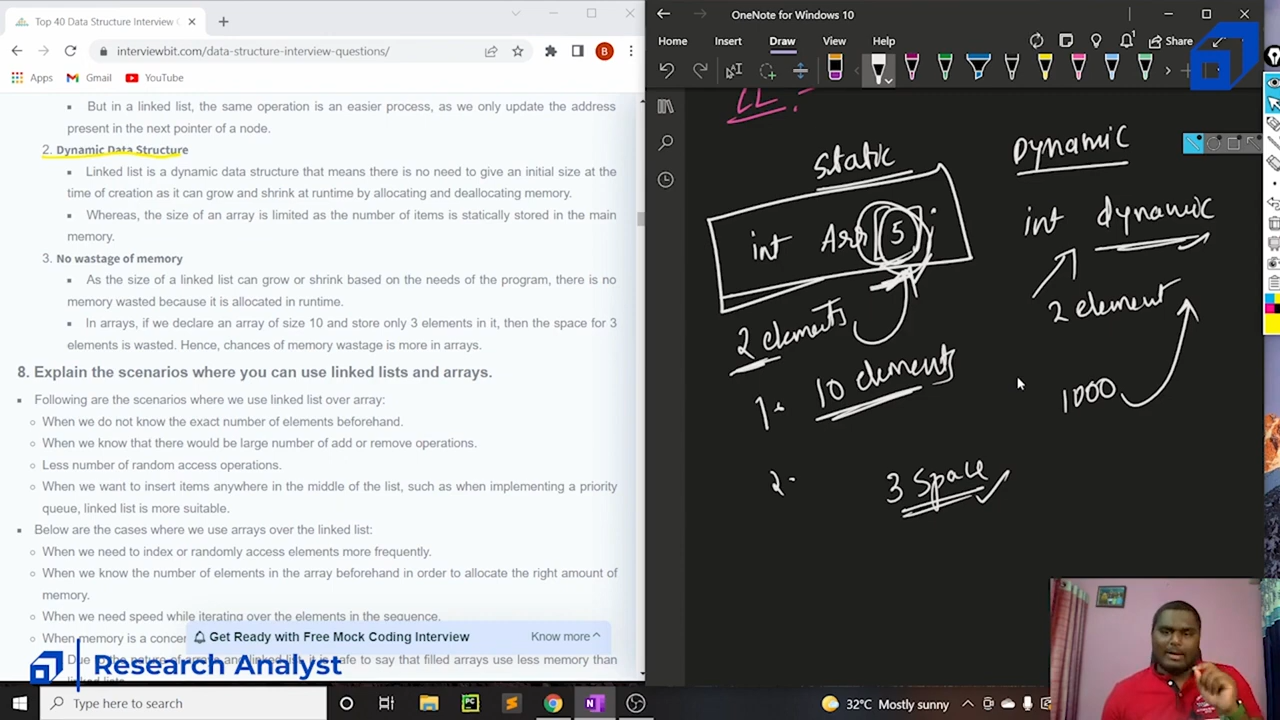 Top 40 Data Structure Interview
interviewbit.com/data-structure-interview-questions/
B
Apps
Gmail
YouTube
But in a linked list, the same operation is an easier process, as we only update the address
present in the next pointer of a node.
2. Dynamic Data Structure
Linked list is a dynamic data structure that means there is no need to give an initial size at the
time of creation as it can grow and shrink at runtime by allocating and deallocating memory.
Whereas, the size of an array is limited as the number of items is statically stored in the main
memory.
3. No wastage of memory
As the size of a linked list can grow or shrink based on the needs of the program, there is no
memory wasted because it is allocated in runtime.
In arrays, if we declare an array of size 10 and store only 3 elements in it, then the space for 3
elements is wasted. Hence, chances of memory wastage is more in arrays.
8. Explain the scenarios where you can use linked lists and arrays.
Following are the scenarios where we use linked list over array:
When we do not know the exact number of elements beforehand.
When we know that there would be large number of add or remove operations.
Less number of random access operations.
When we want to insert items anywhere in the middle of the list, such as when implementing a priority
queue, linked list is more suitable.
Below are the cases where we use arrays over the linked list:
When we need to index or randomly access elements more frequently.
When we know the number of elements in the array beforehand in order to allocate the right amount of
memory.
When we need speed while iterating over the elements in the sequence.
When memory is a concer
Get Ready with Free Mock Coding Interview
Know more
safe to say that filled arrays use less memory than
Research Analyst
OneNote for Windows 10
Home
Insert
Draw
View
Help
Share
LL
Static
int Arr 5 ;
2 elements
1. 10 elements
2. 3 Space
Dynamic
int dynamic
2 element
1000
Type here to search
32°C Mostly sunny